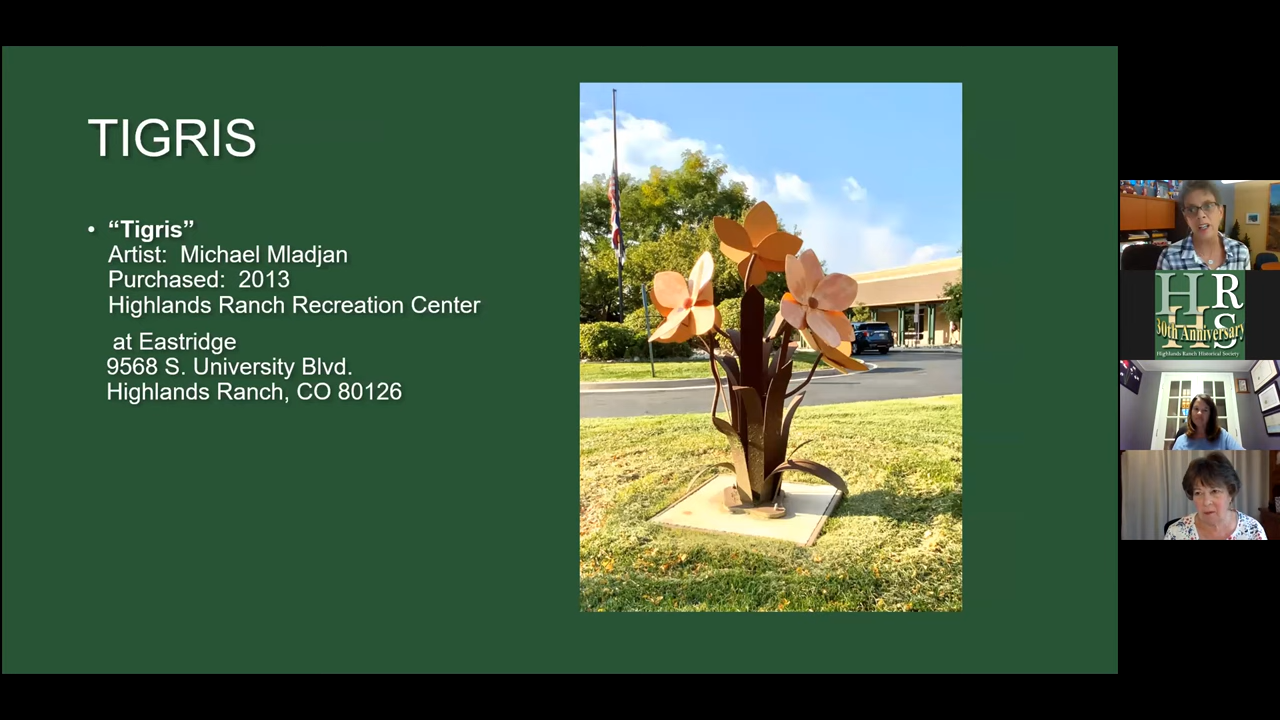 TIGRIS
• “Tigris”
Artist:  Michael Mladjan
Purchased:  2013
Highlands Ranch Recreation Center
at Eastridge
9568 S. University Blvd.
Highlands Ranch, CO 80126
H R
H S
30th Anniversary
Highlands Ranch Historical Society